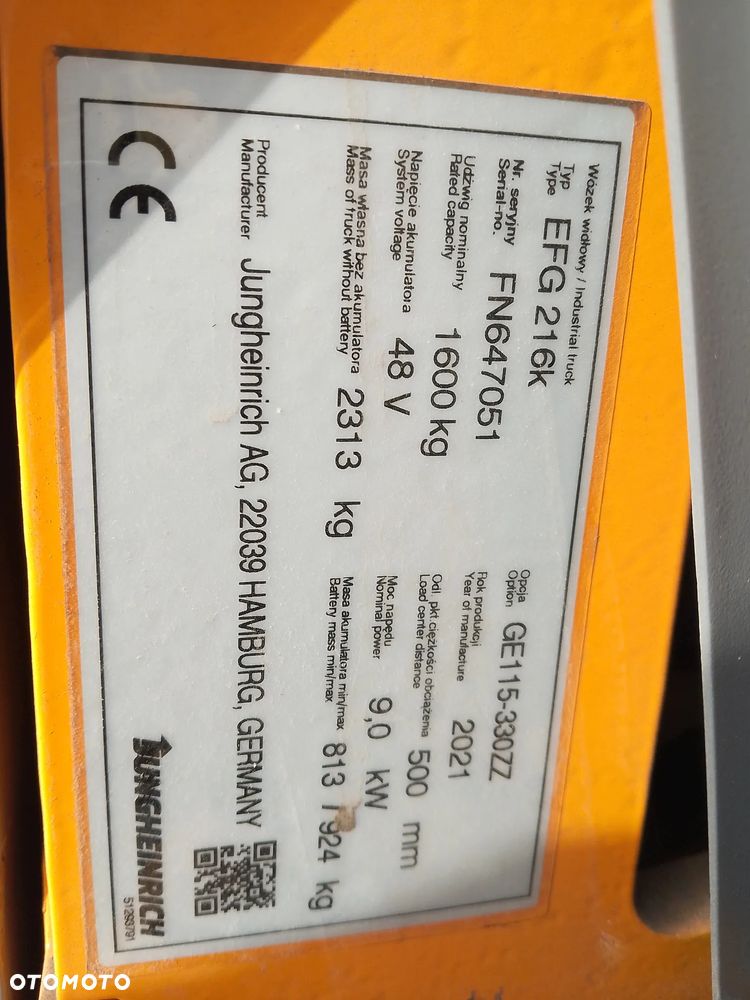 Wózek widłowy / Industrial truck
Typ
Type EFG 216k
Opcja
Option GE115-330ZZ
Nr. seryjny
Serial-no. FN647051
Rok produkcji
Year of manufacture 2021
Udźwig nominalny
Rated capacity 1600 kg
Odl. pkt.ciężkości obciążenia
Load center distance 500 mm
Napięcie akumulatora
System voltage 48 V
Moc napędu
Nominal power 9,0 kW
Masa własna bez akumulatora
Mass of truck without battery 2313 kg
Masa akumulatora min/max
Battery mass min/max 813 / 924 kg
Producent
Manufacturer Jungheinrich AG, 22039 HAMBURG, GERMANY
CE
JUNGHEINRICH
51263791
OTOMOTO